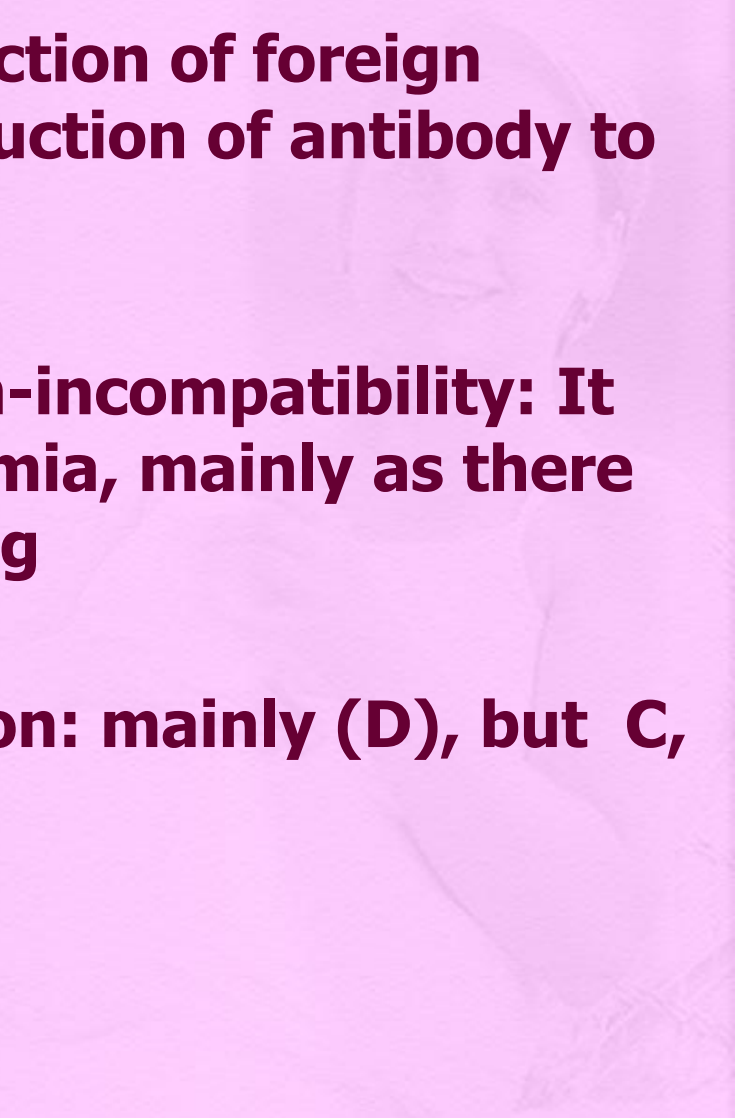 ction of foreign
uction of antibody to
-incompatibility: It
mia, mainly as there
g
on: mainly (D), but C,